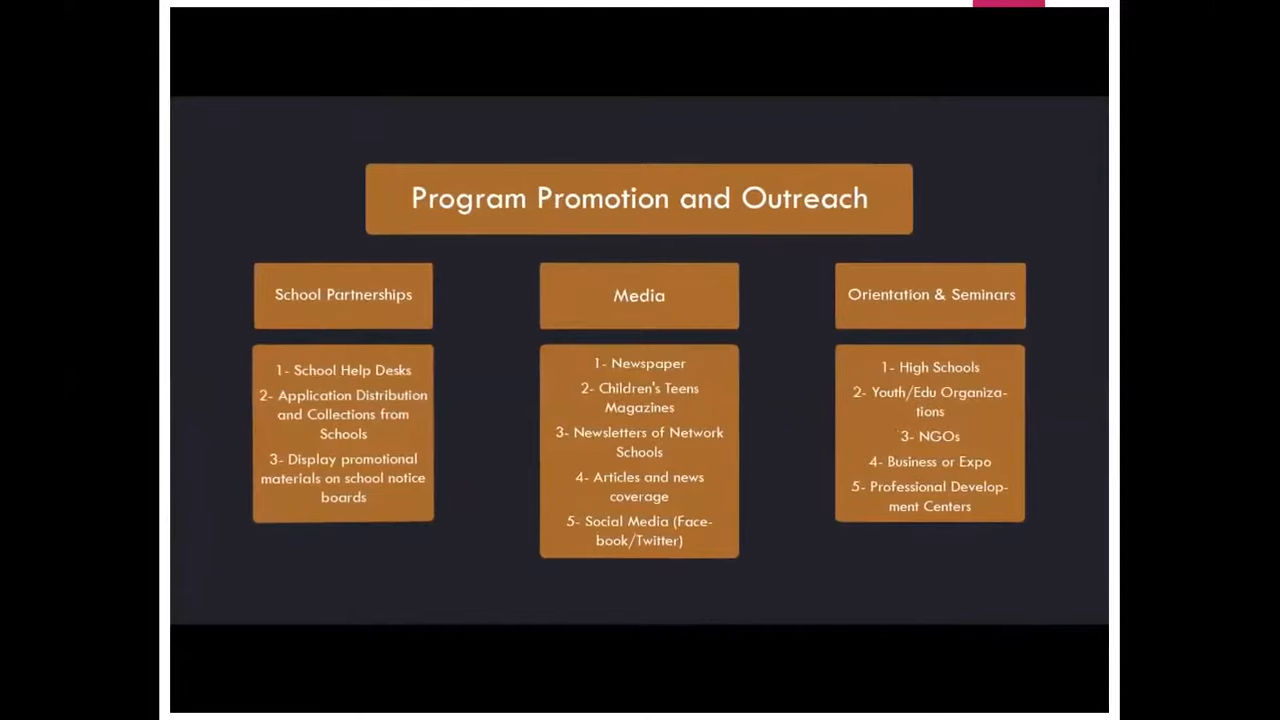 Program Promotion and Outreach
School Partnerships
1- School Help Desks
2- Application Distribution
and Collections from
Schools
3- Display promotional
materials on school notice
boards
Media
1- Newspaper
2- Children's Teens
Magazines
3- Newsletters of Network
Schools
4- Articles and news
coverage
5- Social Media (Face-
book/Twitter)
Orientation & Seminars
1- High Schools
2- Youth/Edu Organiza-
tions
3- NGOs
4- Business or Expo
5- Professional Develop-
ment Centers